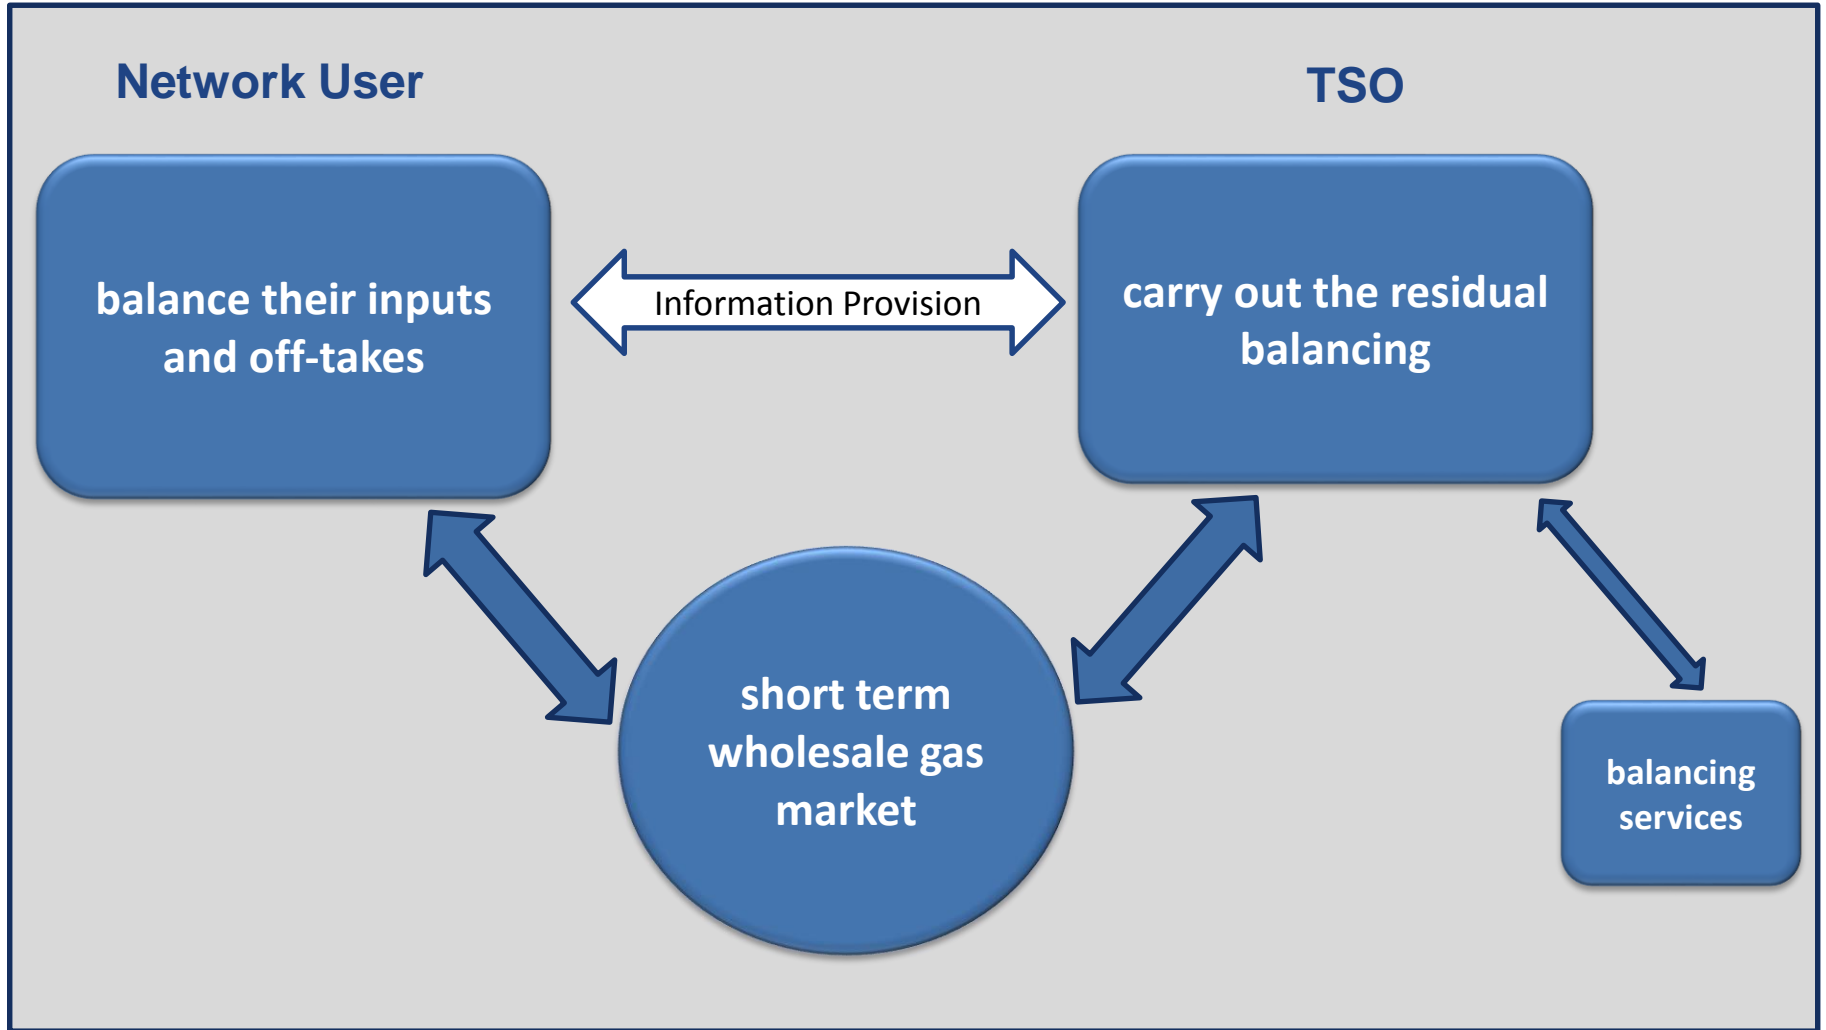 Network User
TSO
balance their inputs
and off-takes
Information Provision
carry out the residual
balancing
short term
wholesale gas
market
balancing
services